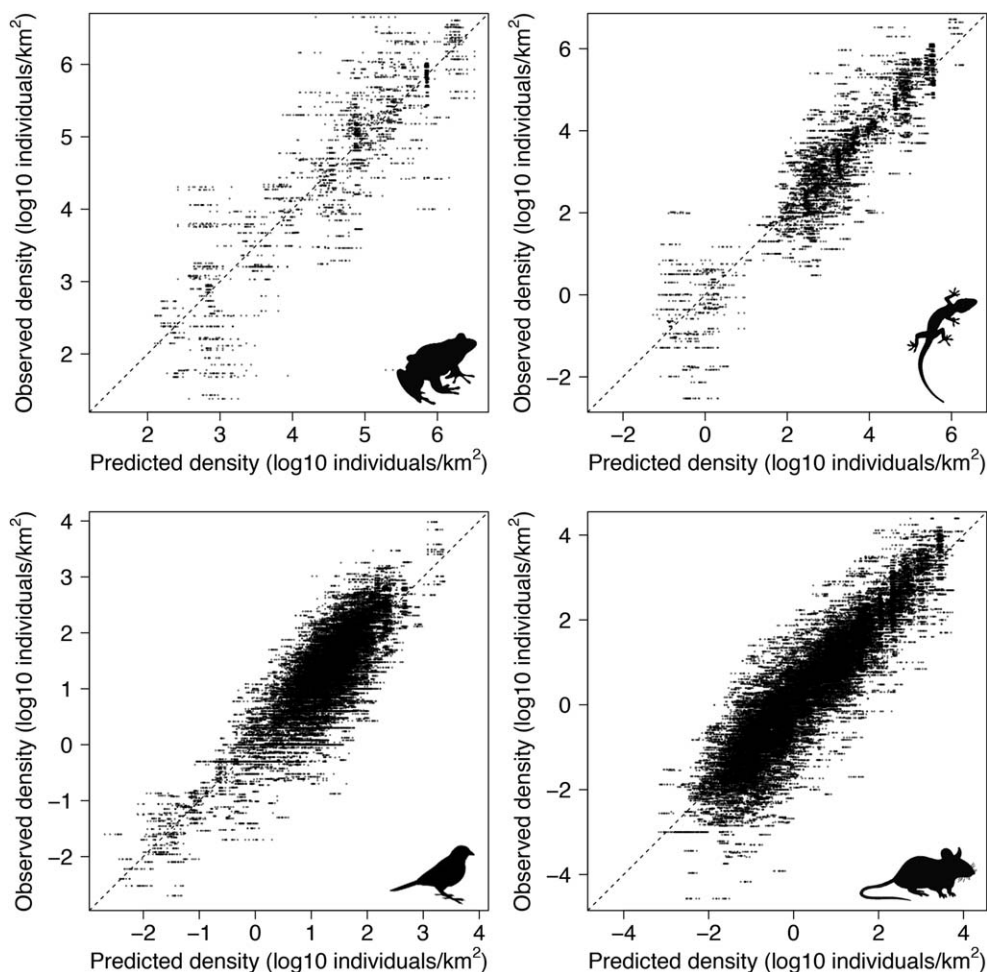 Observed density (log10 individuals/km²)
6
5
4
3
2
2 3 4 5 6
Predicted density (log10 individuals/km²)
Observed density (log10 individuals/km²)
6
4
2
0
−2
−2 0 2 4 6
Predicted density (log10 individuals/km²)
Observed density (log10 individuals/km²)
4
3
2
1
0
−1
−2
−2 −1 0 1 2 3 4
Predicted density (log10 individuals/km²)
Observed density (log10 individuals/km²)
4
2
0
−2
−4
−4 −2 0 2 4
Predicted density (log10 individuals/km²)